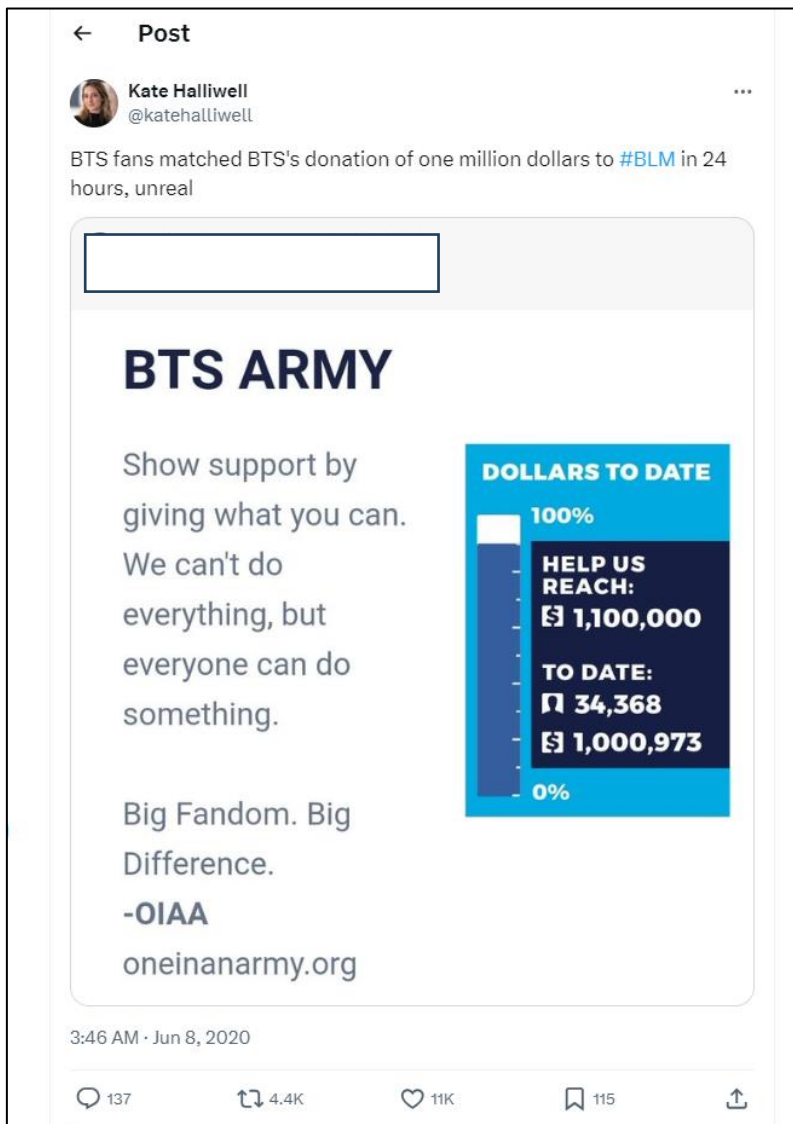 Post
Kate Halliwell
@katehalliwell
BTS fans matched BTS's donation of one million dollars to #BLM in 24
hours, unreal
BTS ARMY
Show support by
giving what you can.
We can't do
everything, but
everyone can do
something.
Big Fandom. Big
Difference.
-OIAA
oneinanarmy.org
DOLLARS TO DATE
100%
HELP US
REACH:
1,100,000
TO DATE:
34,368
1,000,973
0%
3:46 AM · Jun 8, 2020
137 4.4K 11K 115